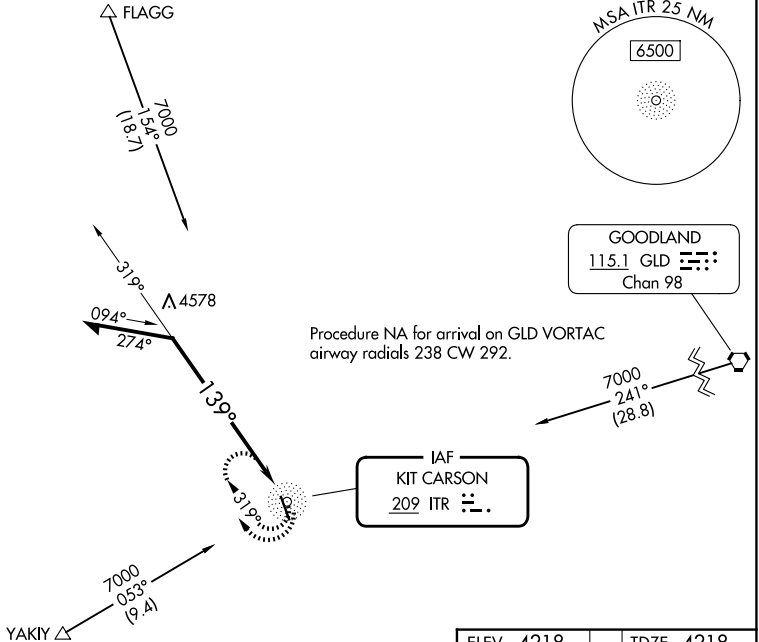 FLAGG
MSA ITR 25 NM
6500
7000
154°
(18.7)
GOODLAND
115.1 GLD
Chan 98
319°
4578
094°
274°
Procedure NA for arrival on GLD VORTAC
airway radials 238 CW 292.
7000
241°
(28.8)
139°
IAF
KIT CARSON
209 ITR
319°
7000
053°
(9.4)
YAKIY
ELEV 4218 TDZE 4218